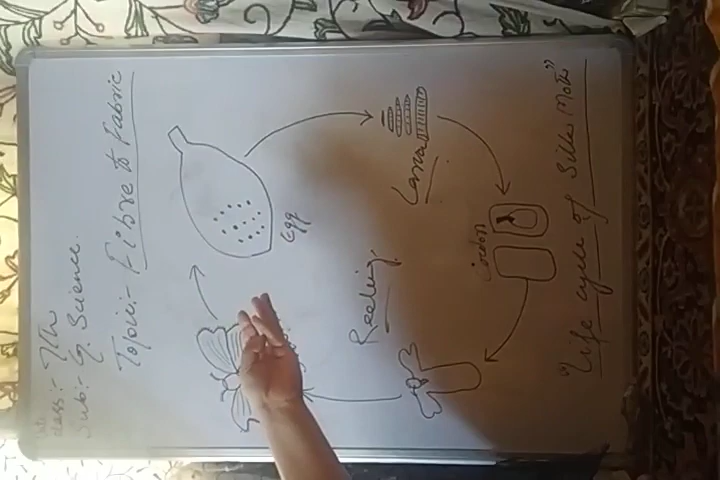 Class:- 7th
Sub:- G. Science.
Topic:- Fibre to Fabric
Egg
Larva
Cocoon
Reeling.
"Life cycle of Silk Moth"